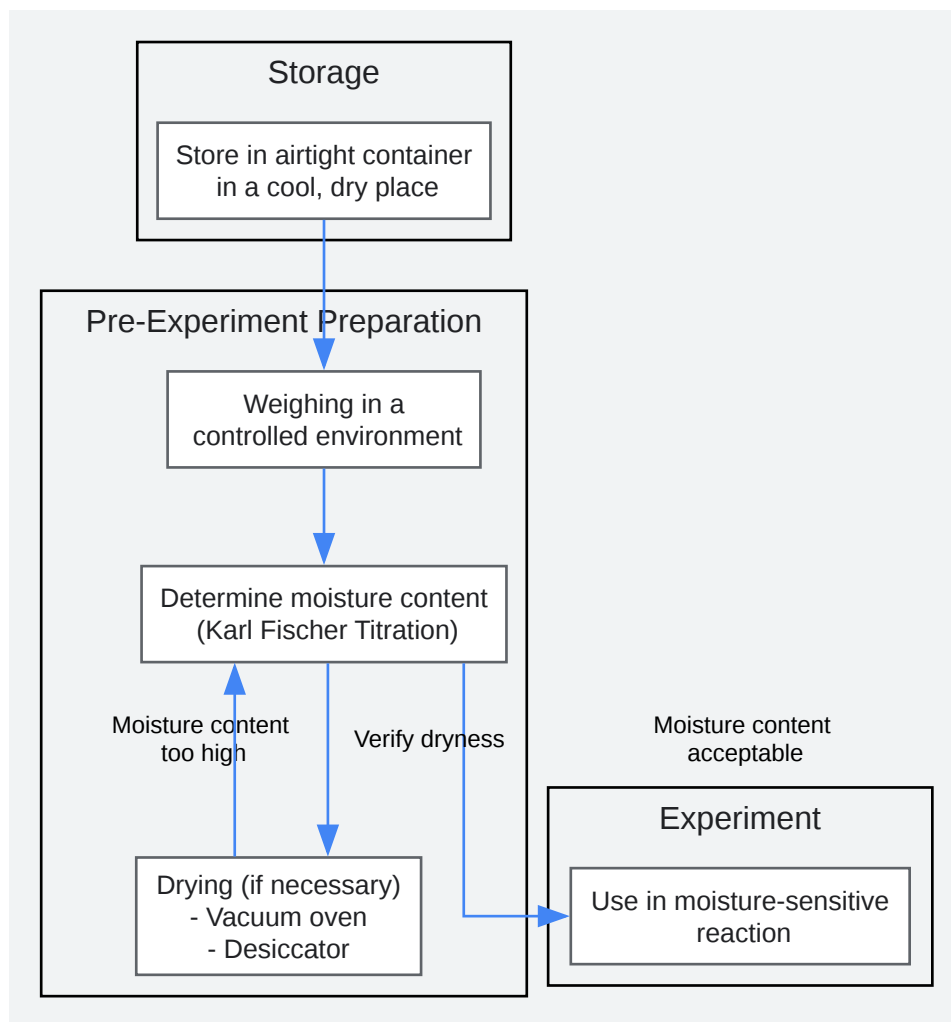 Storage
Store in airtight container
in a cool, dry place
Pre-Experiment Preparation
Weighing in a
controlled environment
Determine moisture content
(Karl Fischer Titration)
Moisture content
too high
Verify dryness
Moisture content
acceptable
Drying (if necessary)
- Vacuum oven
- Desiccator
Experiment
Use in moisture-sensitive
reaction